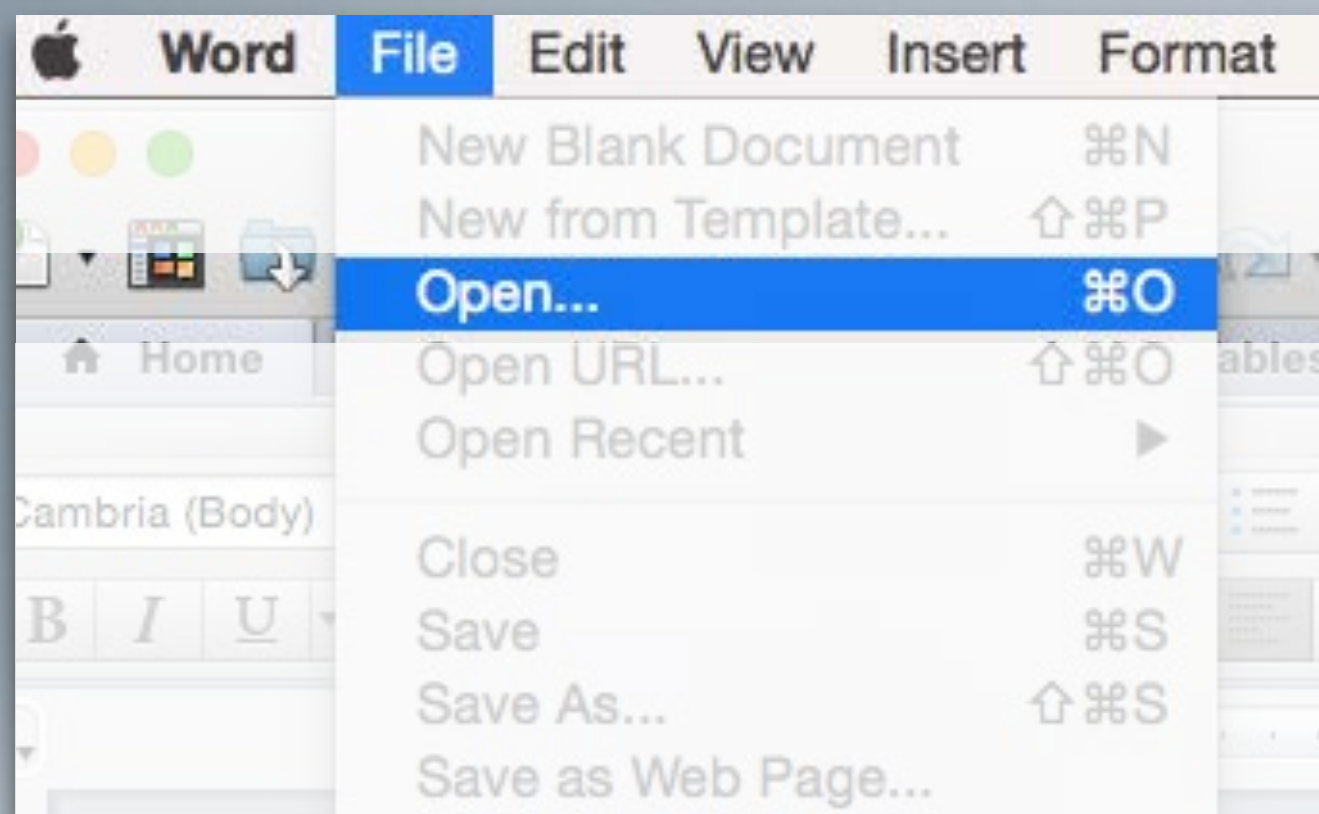 Word File Edit View Insert Format
New Blank Document ⌘N
New from Template... ⇧⌘P
Open... ⌘O
Home
Open URL... ⇧⌘O
ables
Open Recent ▶
Cambria (Body)
Close ⌘W
B I U
Save ⌘S
Save As... ⇧⌘S
Save as Web Page...